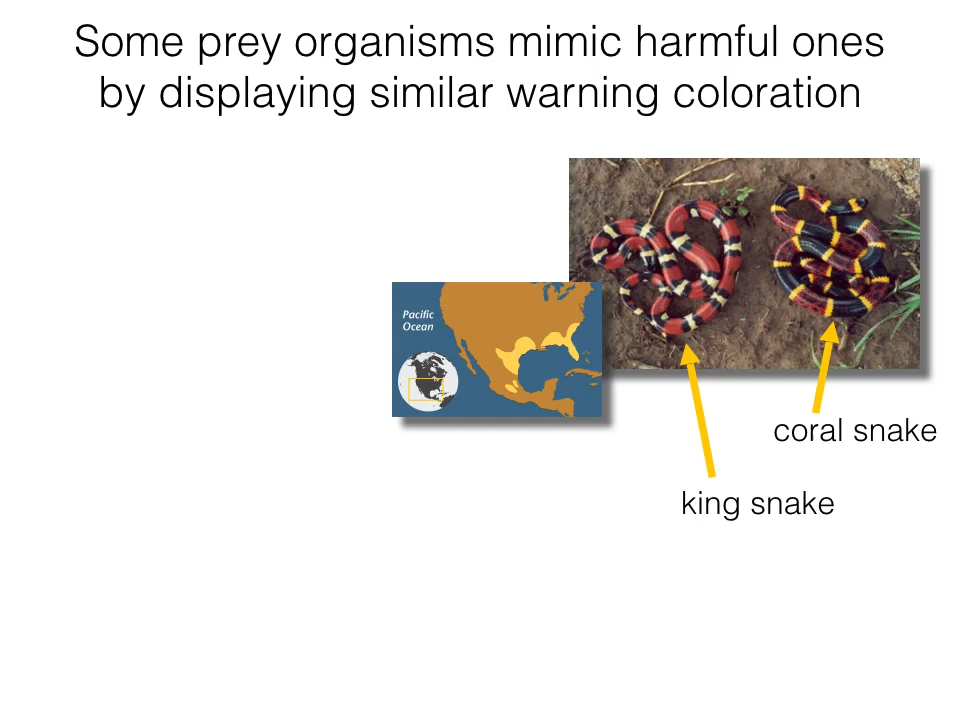 Some prey organisms mimic harmful ones
by displaying similar warning coloration
Pacific
Ocean
coral snake
king snake